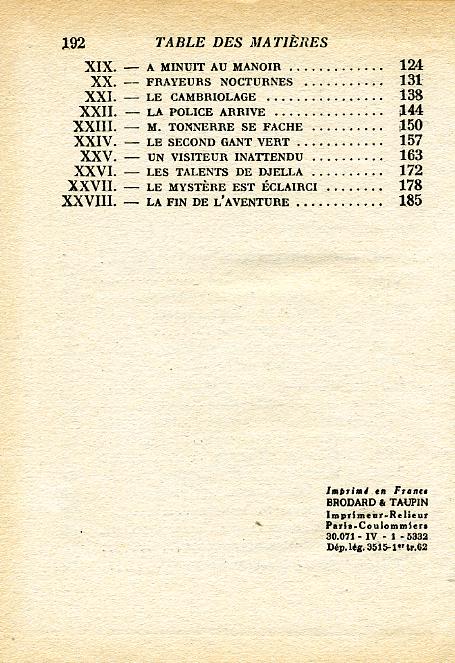 192 TABLE DES MATIÈRES
XIX. — A MINUIT AU MANOIR ............. 124
XX. — FRAYEURS NOCTURNES ........... 131
XXI. — LE CAMBRIOLAGE ................ 138
XXII. — LA POLICE ARRIVE ............... 144
XXIII. — M. TONNERRE SE FACHE .......... 150
XXIV. — LE SECOND GANT VERT ............ 157
XXV. — UN VISITEUR INATTENDU .......... 163
XXVI. — LES TALENTS DE DJELLA .......... 172
XXVII. — LE MYSTÈRE EST ÉCLAIRCI ........ 178
XXVIII. — LA FIN DE L'AVENTURE ............ 185
Imprimé en France
BRODARD & TAUPIN
Imprimeur-Relieur
Paris-Coulommiers
30.071 - IV - 1 - 5332
Dép. lég. 3515-1er tr.62